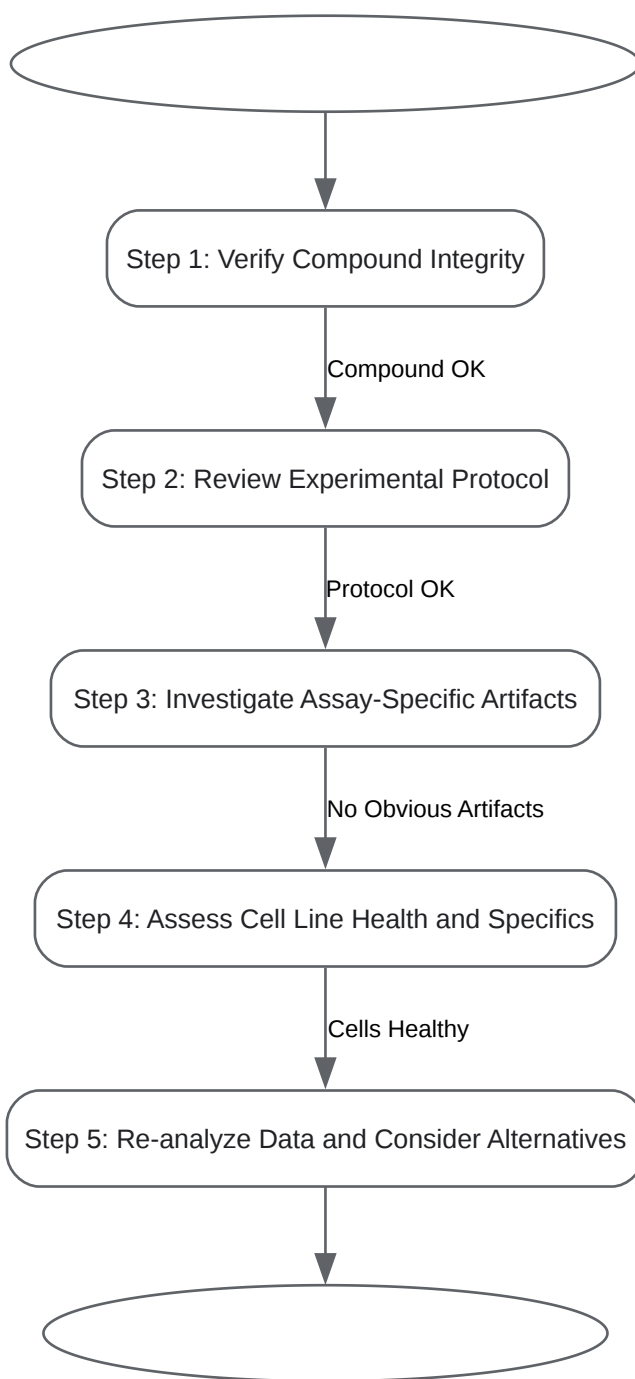 Step 1: Verify Compound Integrity
Compound OK
Step 2: Review Experimental Protocol
Protocol OK
Step 3: Investigate Assay-Specific Artifacts
No Obvious Artifacts
Step 4: Assess Cell Line Health and Specifics
Cells Healthy
Step 5: Re-analyze Data and Consider Alternatives